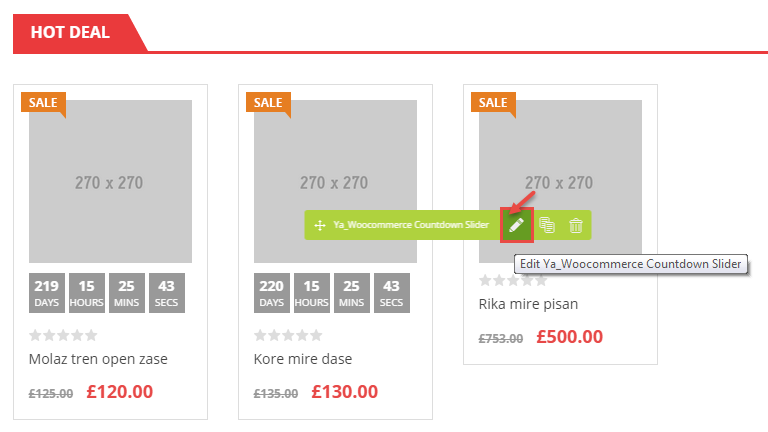 HOT DEAL
SALE
SALE
SALE
270 x 270
270 x 270
270 x 270
Ya_Woocommerce Countdown Slider
Edit Ya_Woocommerce Countdown Slider
219 15 25 43
DAYS HOURS MINS SECS
220 15 25 43
DAYS HOURS MINS SECS
Molaz tren open zase
£125.00 £120.00
Kore mire dase
£135.00 £130.00
Rika mire pisan
£753.00 £500.00